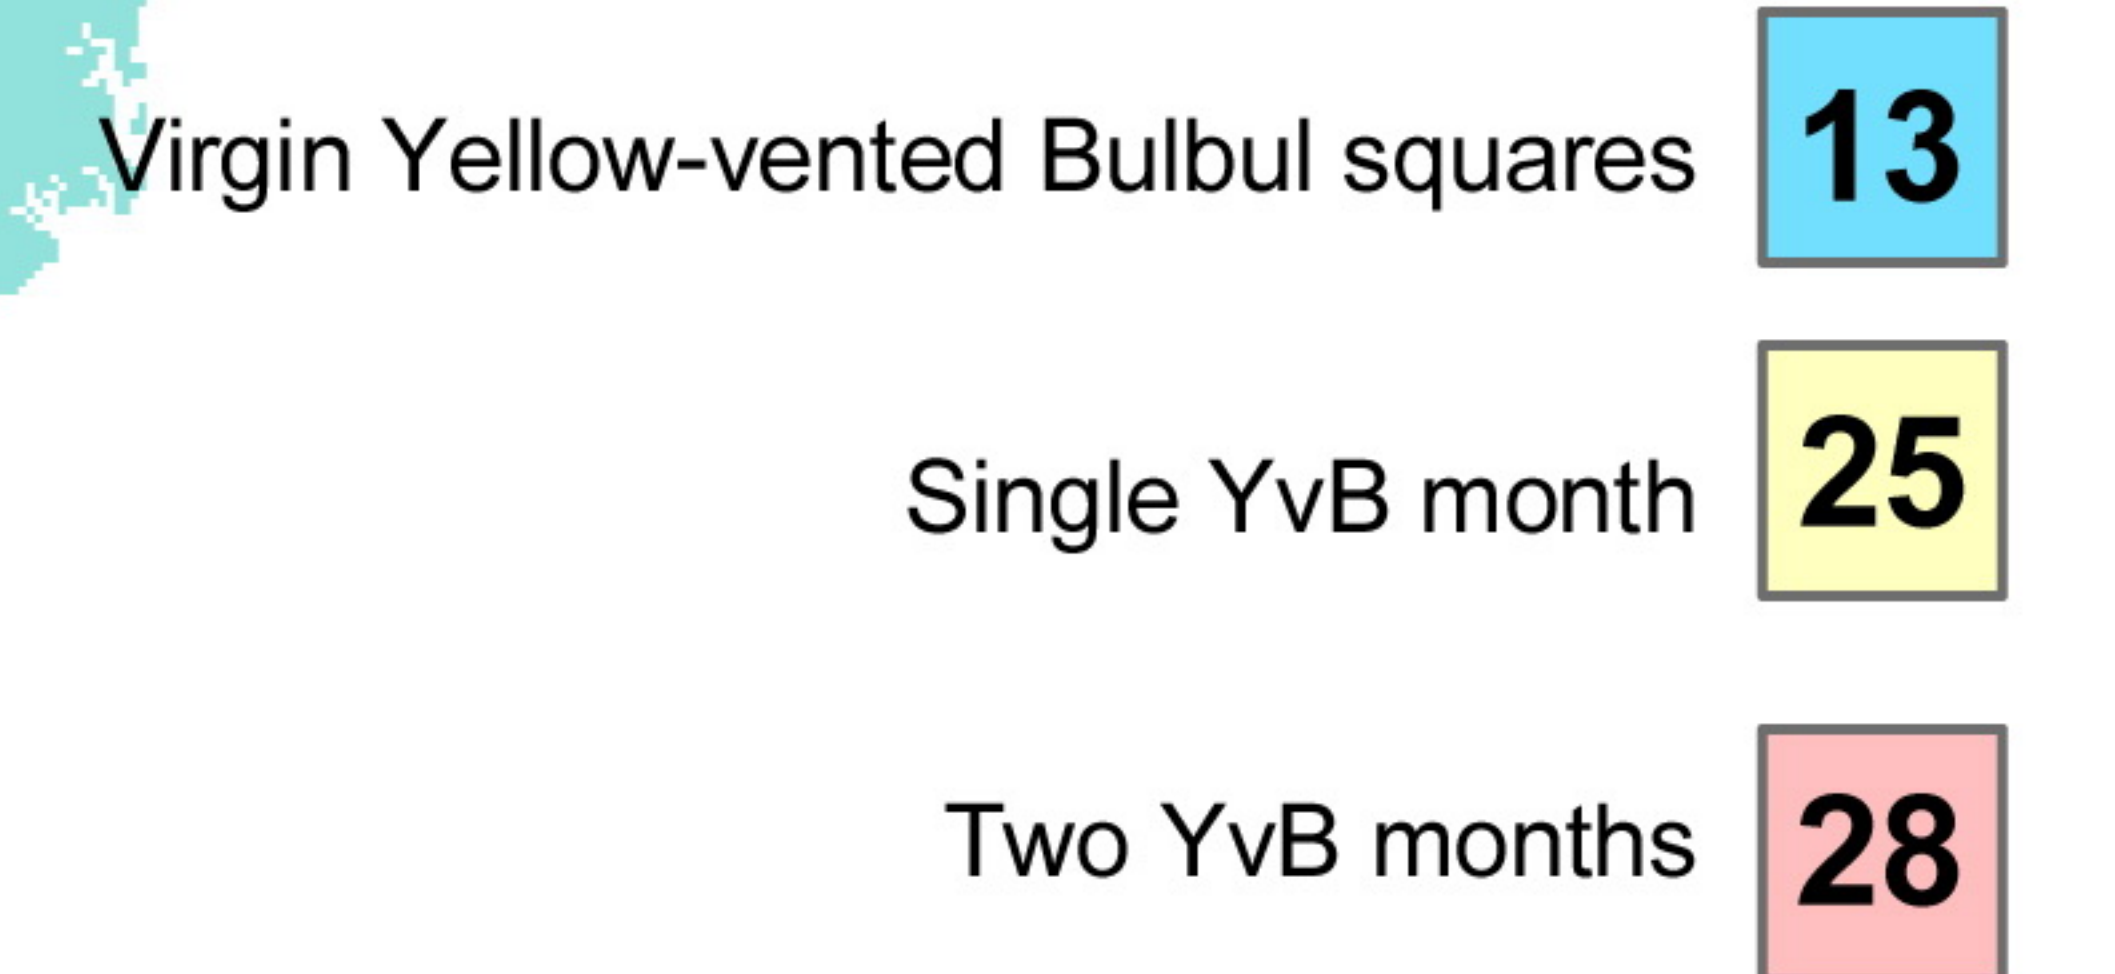 Virgin Yellow-vented Bulbul squares 13
Single YvB month 25
Two YvB months 28